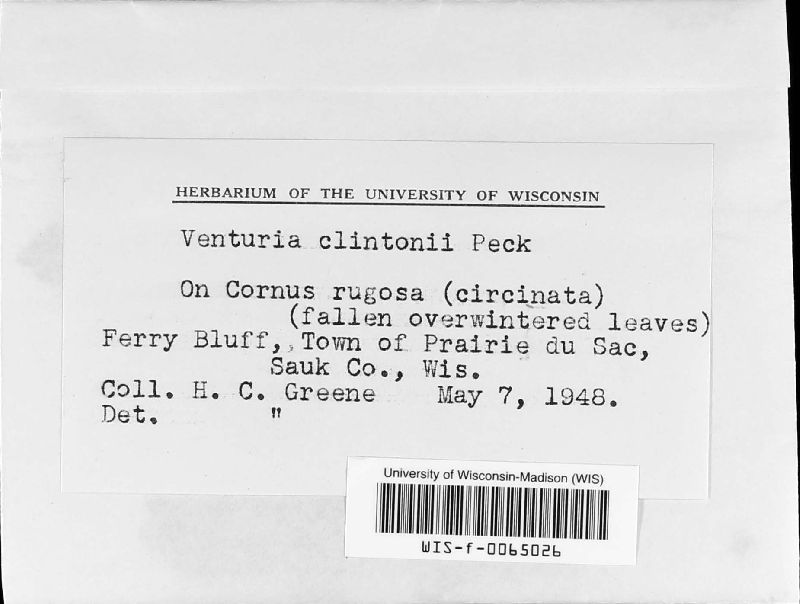 HERBARIUM OF THE UNIVERSITY OF WISCONSIN
Venturia clintonii Peck
On Cornus rugosa (circinata)
(fallen overwintered leaves)
Ferry Bluff, Town of Prairie du Sac,
Sauk Co., Wis.
Coll. H. C. Greene May 7, 1948.
Det. "
University of Wisconsin-Madison (WIS)
WIS-f-0065026